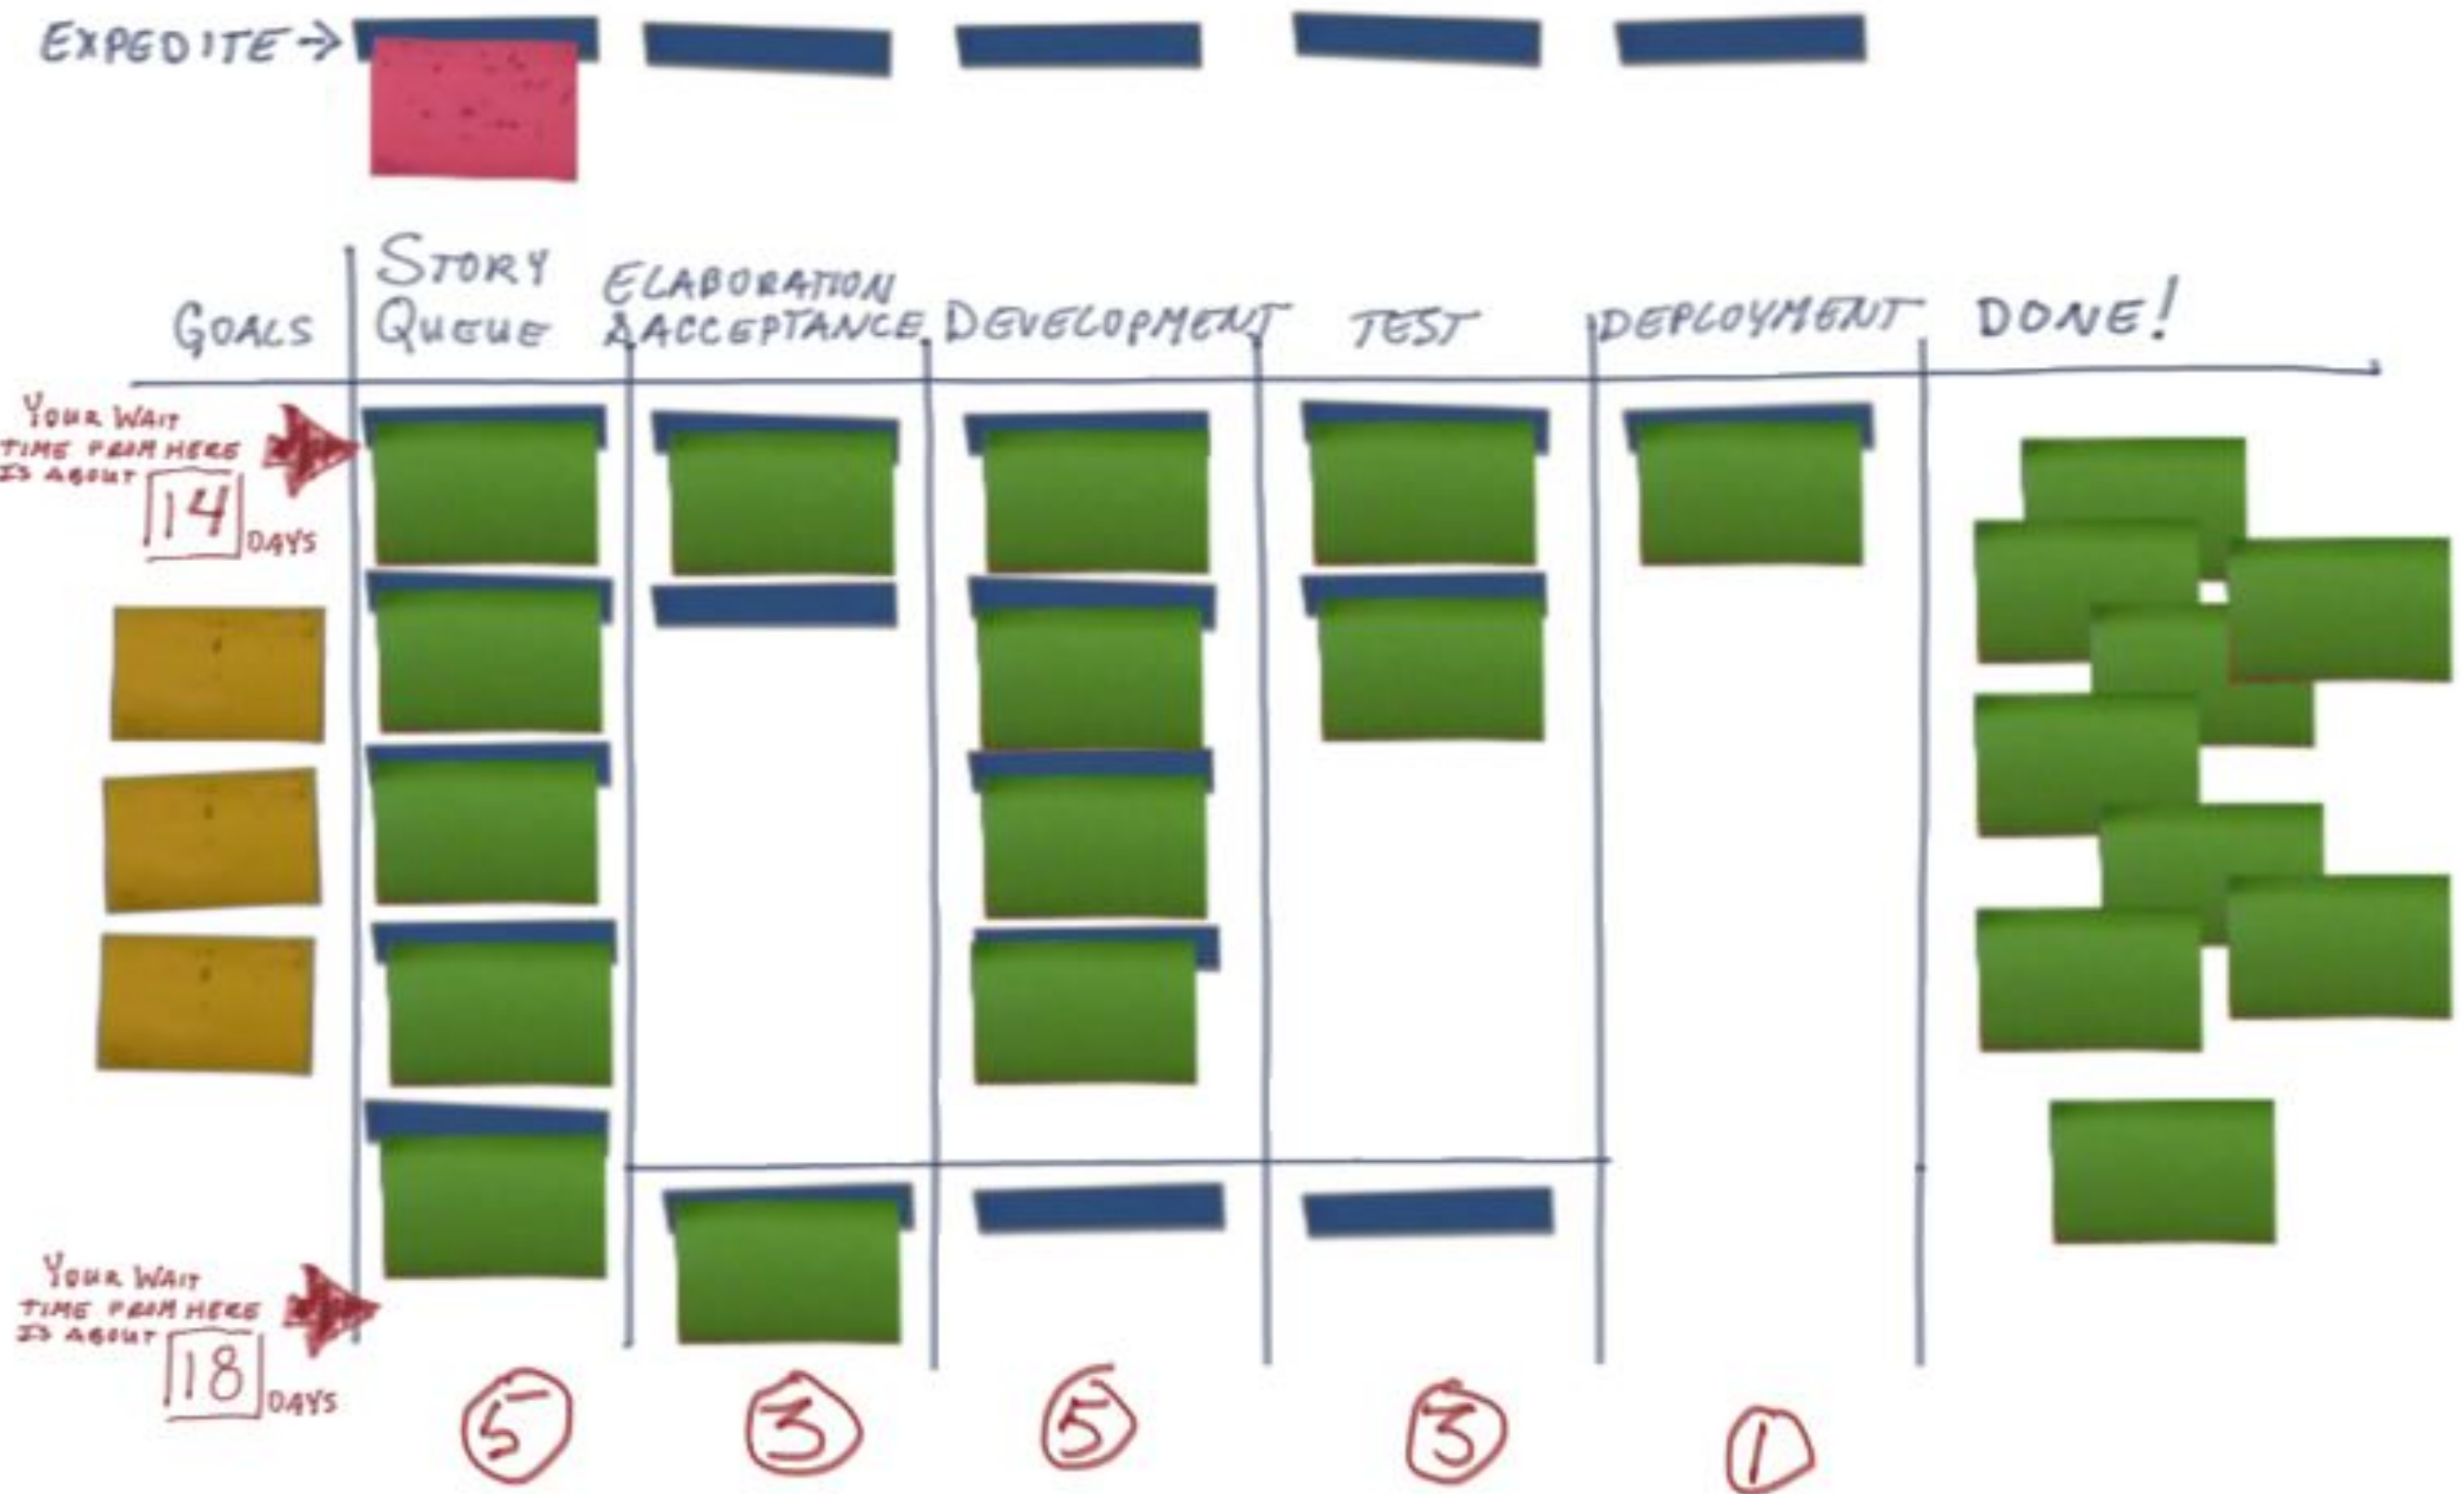 EXPEDITE →
STORY
QUEUE
ELABORATION
& ACCEPTANCE
GOALS
DEVELOPMENT
TEST
DEPLOYMENT
DONE!
YOUR WAIT
TIME FROM HERE
IS ABOUT
14
DAYS
YOUR WAIT
TIME FROM HERE
IS ABOUT
18
DAYS
5
3
5
3
1